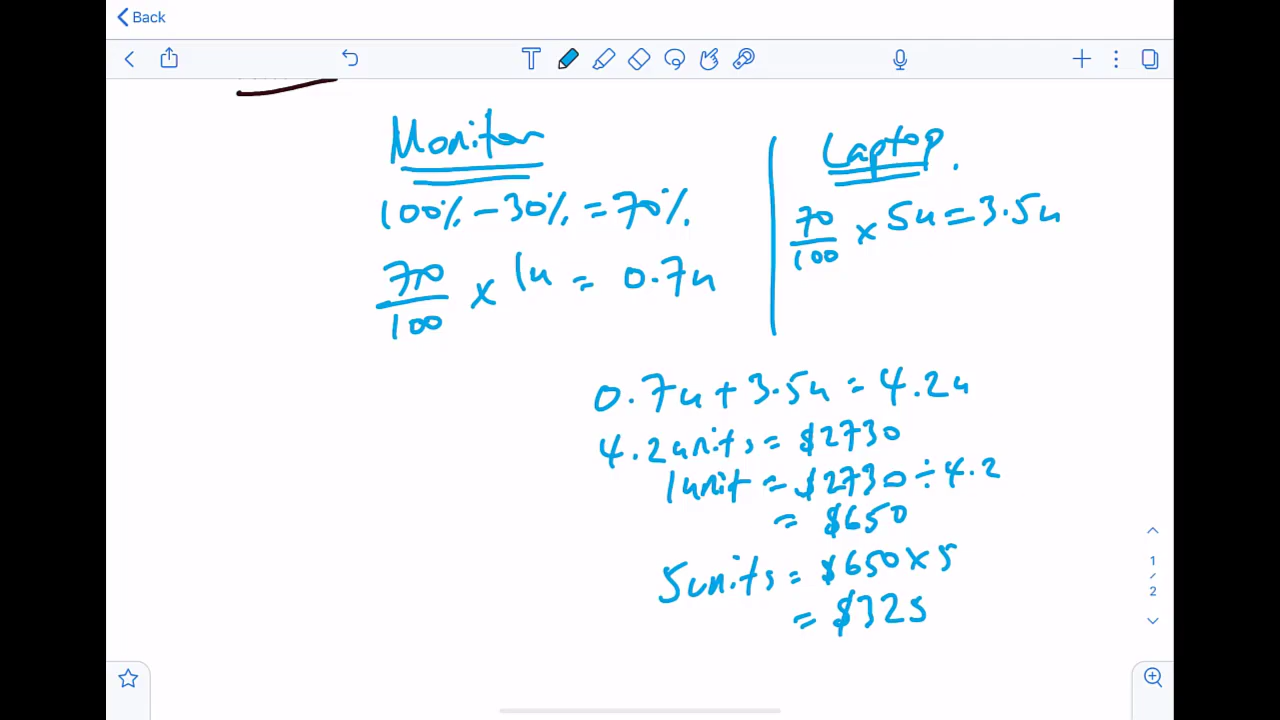 Back
T
Monitor
100% - 30% = 70%
70/100 × 1u = 0.7u
Laptop.
70/100 × 5u = 3.5u
0.7u + 3.5u = 4.2u
4.2units = $2730
1unit = $2730 ÷ 4.2
= $650
5units = $650 × 5
= $325
1
2